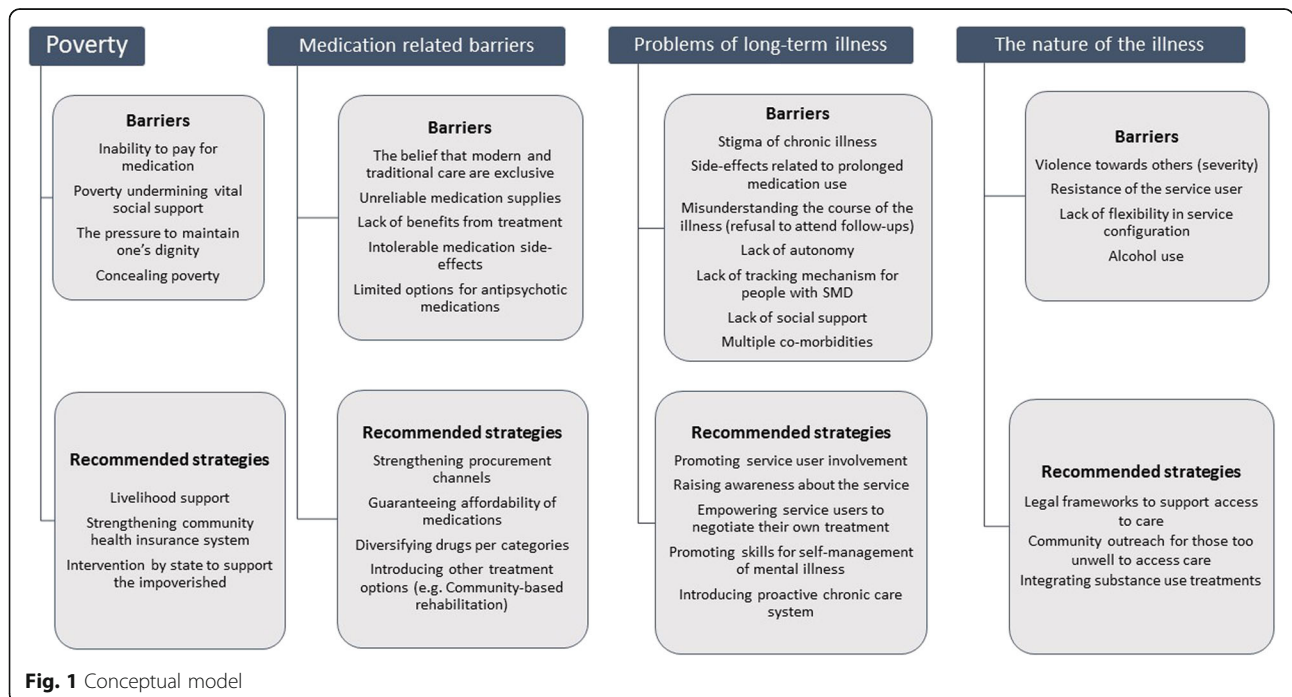 Poverty
Barriers
Inability to pay for
medication
Poverty undermining vital
social support
The pressure to maintain
one's dignity
Concealing poverty
Recommended strategies
Livelihood support
Strengthening community
health insurance system
Intervention by state to support
the impoverished
Medication related barriers
Barriers
The belief that modern and
traditional care are exclusive
Unreliable medication supplies
Lack of benefits from treatment
Intolerable medication side-
effects
Limited options for antipsychotic
medications
Recommended strategies
Strengthening procurement
channels
Guaranteeing affordability of
medications
Diversifying drugs per categories
Introducing other treatment
options (e.g. Community-based
rehabilitation)
Problems of long-term illness
Barriers
Stigma of chronic illness
Side-effects related to prolonged
medication use
Misunderstanding the course of the
illness (refusal to attend follow-ups)
Lack of autonomy
Lack of tracking mechanism for
people with SMD
Lack of social support
Multiple co-morbidities
Recommended strategies
Promoting service user involvement
Raising awareness about the service
Empowering service users to
negotiate their own treatment
Promoting skills for self-management
of mental illness
Introducing proactive chronic care
system
The nature of the illness
Barriers
Violence towards others (severity)
Resistance of the service user
Lack of flexibility in service
configuration
Alcohol use
Recommended strategies
Legal frameworks to support access
to care
Community outreach for those too
unwell to access care
Integrating substance use treatments
Fig. 1 Conceptual model